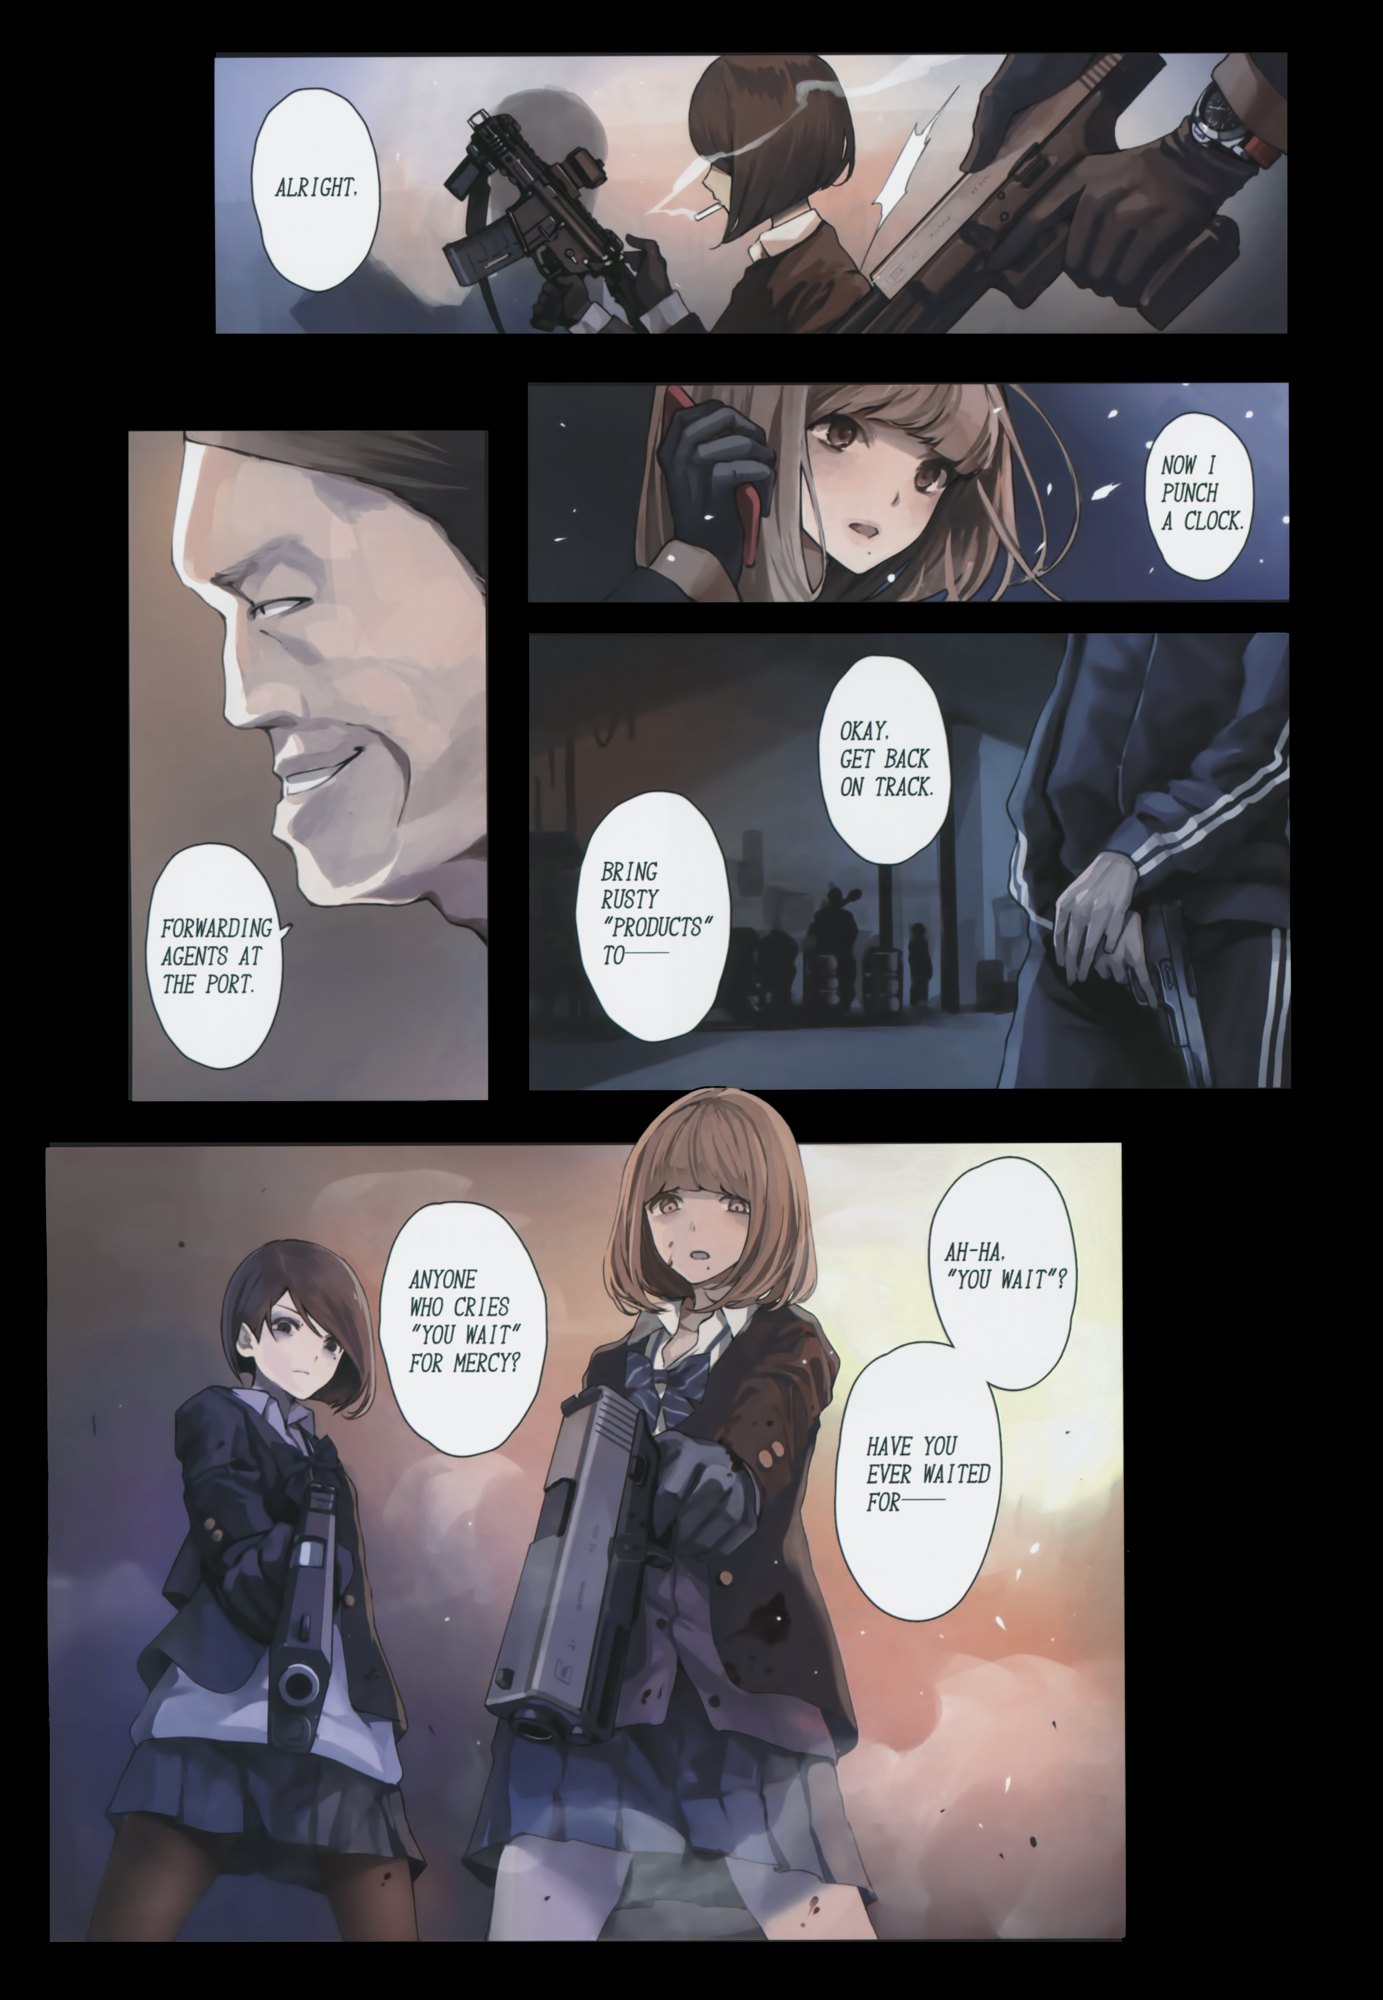 ALRIGHT,
NOW I
PUNCH
A CLOCK.
OKAY,
GET BACK
ON TRACK.
BRING
RUSTY
"PRODUCTS"
TO——
FORWARDING
AGENTS AT
THE PORT.
AH-HA,
"YOU WAIT"?
HAVE YOU
EVER WAITED
FOR——
ANYONE
WHO CRIES
"YOU WAIT"
FOR MERCY?